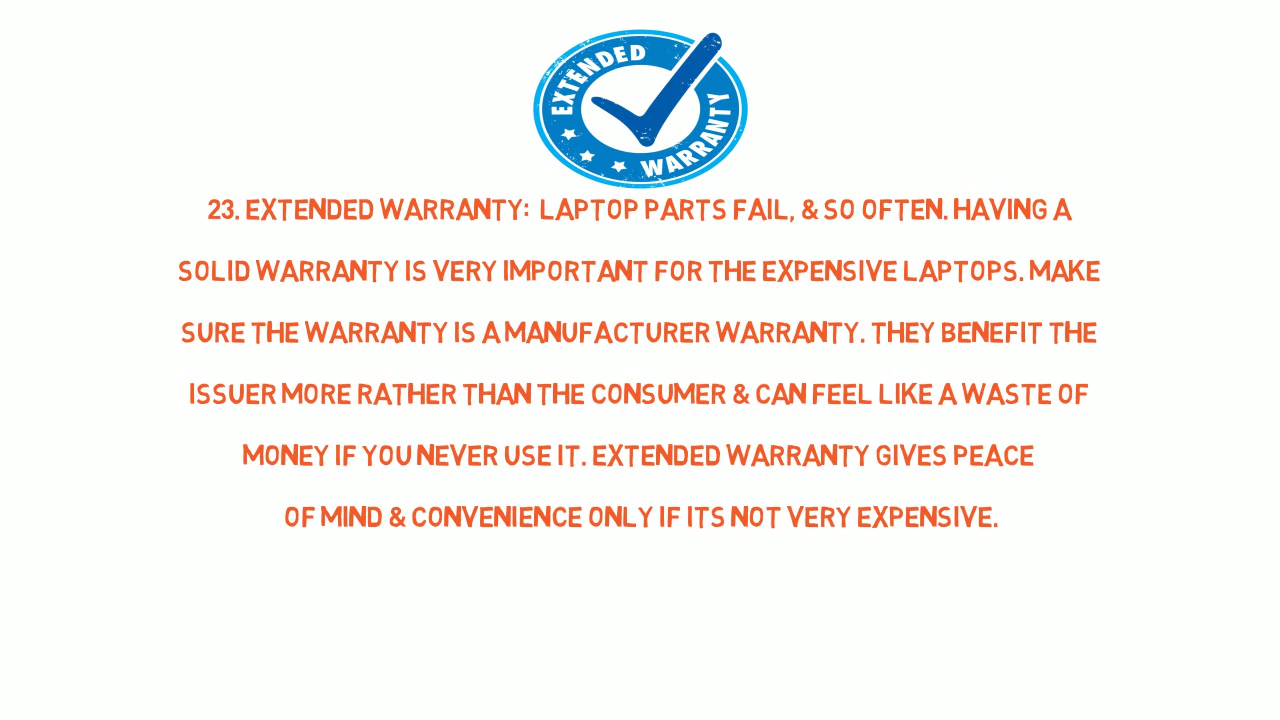 EXTENDED
WARRANTY
23. EXTENDED WARRANTY: LAPTOP PARTS FAIL, & SO OFTEN. HAVING A
SOLID WARRANTY IS VERY IMPORTANT FOR THE EXPENSIVE LAPTOPS. MAKE
SURE THE WARRANTY IS A MANUFACTURER WARRANTY. THEY BENEFIT THE
ISSUER MORE RATHER THAN THE CONSUMER & CAN FEEL LIKE A WASTE OF
MONEY IF YOU NEVER USE IT. EXTENDED WARRANTY GIVES PEACE
OF MIND & CONVENIENCE ONLY IF ITS NOT VERY EXPENSIVE.